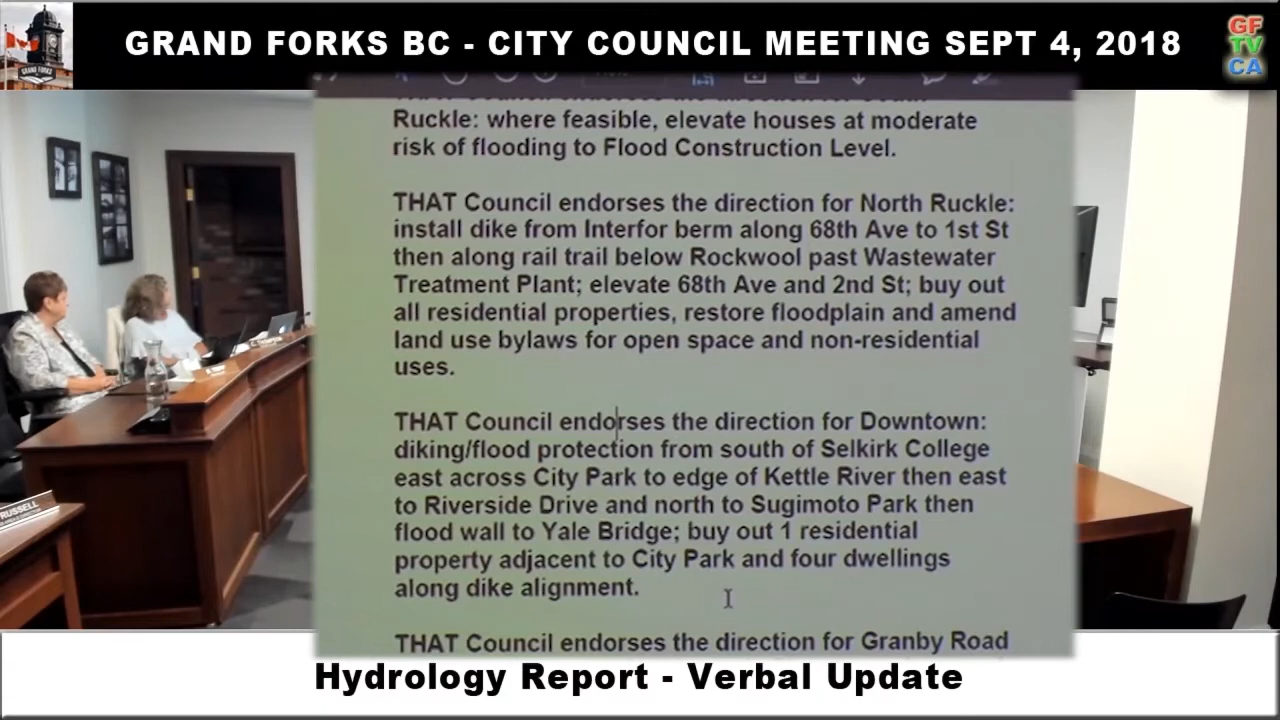 GRAND FORKS BC - CITY COUNCIL MEETING SEPT 4, 2018
GF
TV
CA
GRAND FORKS
Ruckle: where feasible, elevate houses at moderate
risk of flooding to Flood Construction Level.
THAT Council endorses the direction for North Ruckle:
install dike from Interfor berm along 68th Ave to 1st St
then along rail trail below Rockwool past Wastewater
Treatment Plant; elevate 68th Ave and 2nd St; buy out
all residential properties, restore floodplain and amend
land use bylaws for open space and non-residential
uses.
THAT Council endorses the direction for Downtown:
diking/flood protection from south of Selkirk College
east across City Park to edge of Kettle River then east
to Riverside Drive and north to Sugimoto Park then
flood wall to Yale Bridge; buy out 1 residential
property adjacent to City Park and four dwellings
along dike alignment.
THAT Council endorses the direction for Granby Road
RUSSELL
Hydrology Report - Verbal Update